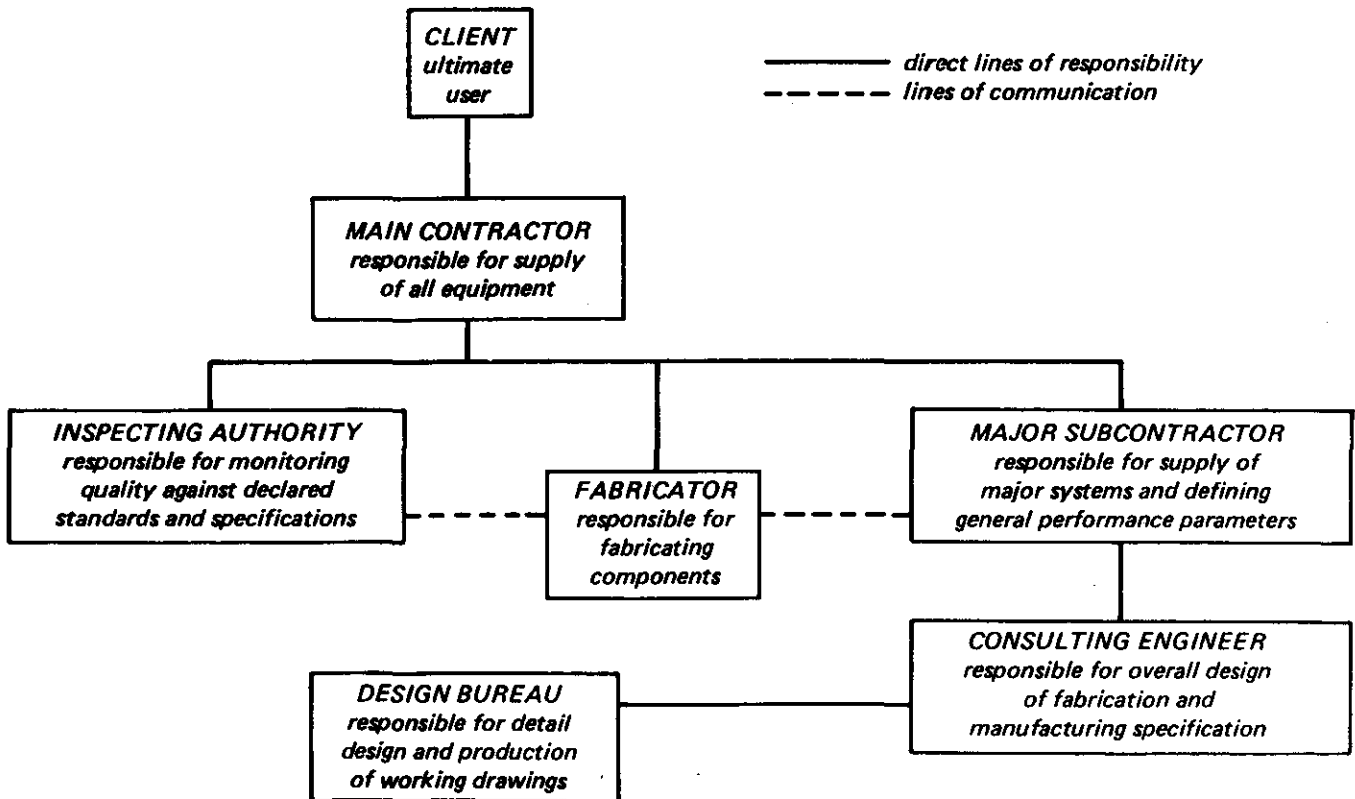 CLIENT
ultimate
user
direct lines of responsibility
lines of communication
MAIN CONTRACTOR
responsible for supply
of all equipment
INSPECTING AUTHORITY
responsible for monitoring
quality against declared
standards and specifications
FABRICATOR
responsible for
fabricating
components
MAJOR SUBCONTRACTOR
responsible for supply of
major systems and defining
general performance parameters
CONSULTING ENGINEER
responsible for overall design
of fabrication and
manufacturing specification
DESIGN BUREAU
responsible for detail
design and production
of working drawings